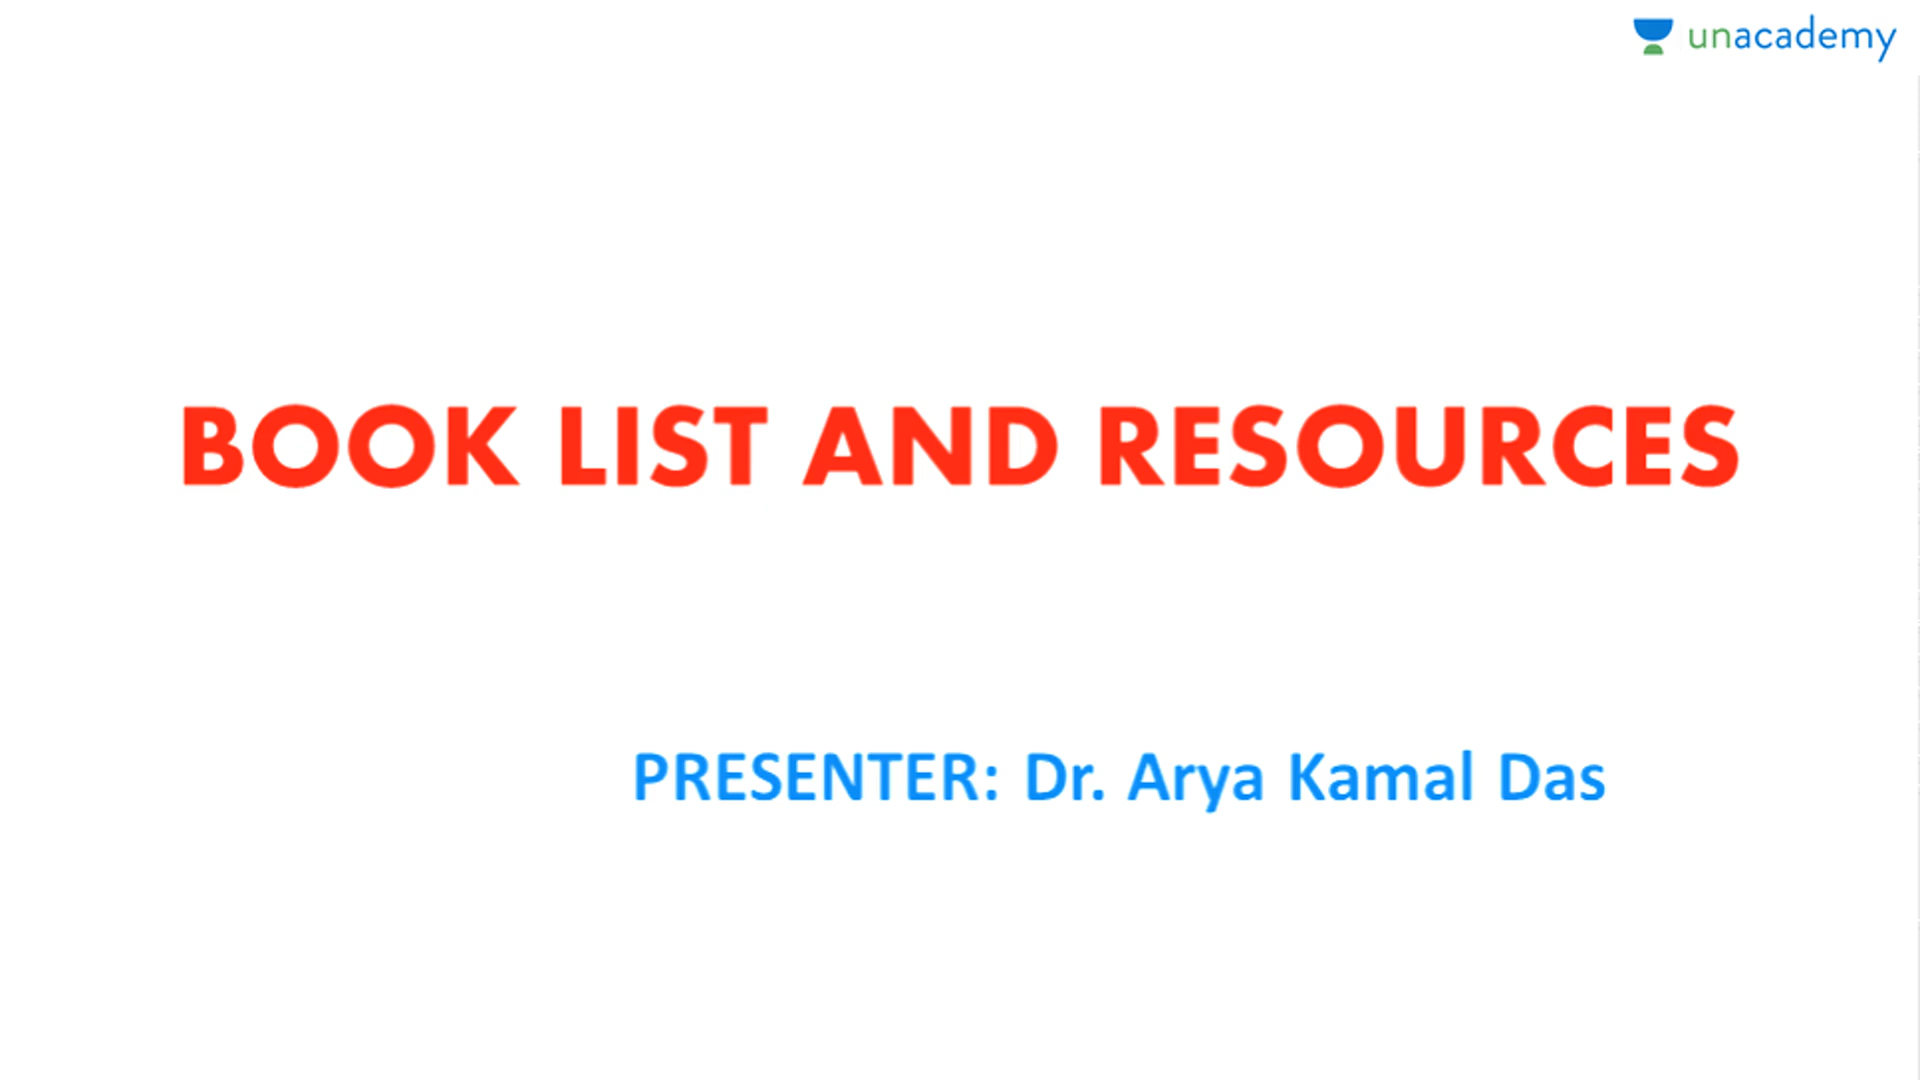 unacademy
BOOK LIST AND RESOURCES
PRESENTER: Dr. Arya Kamal Das